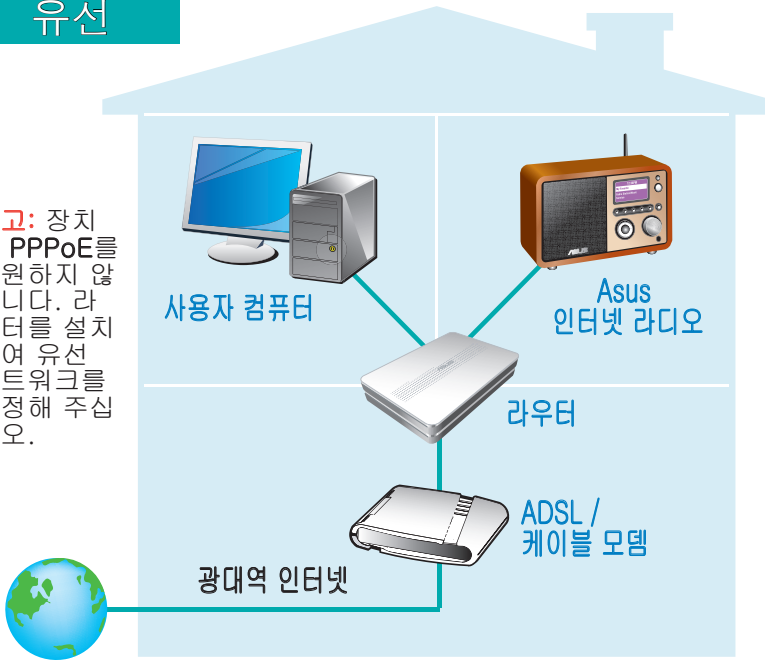 유선
고: 장치
PPPoE를
원하지 않
니다. 라
터를 설치
여 유선
트워크를
정해 주십
오.
사용자 컴퓨터
Asus
인터넷 라디오
라우터
ADSL /
케이블 모뎀
광대역 인터넷